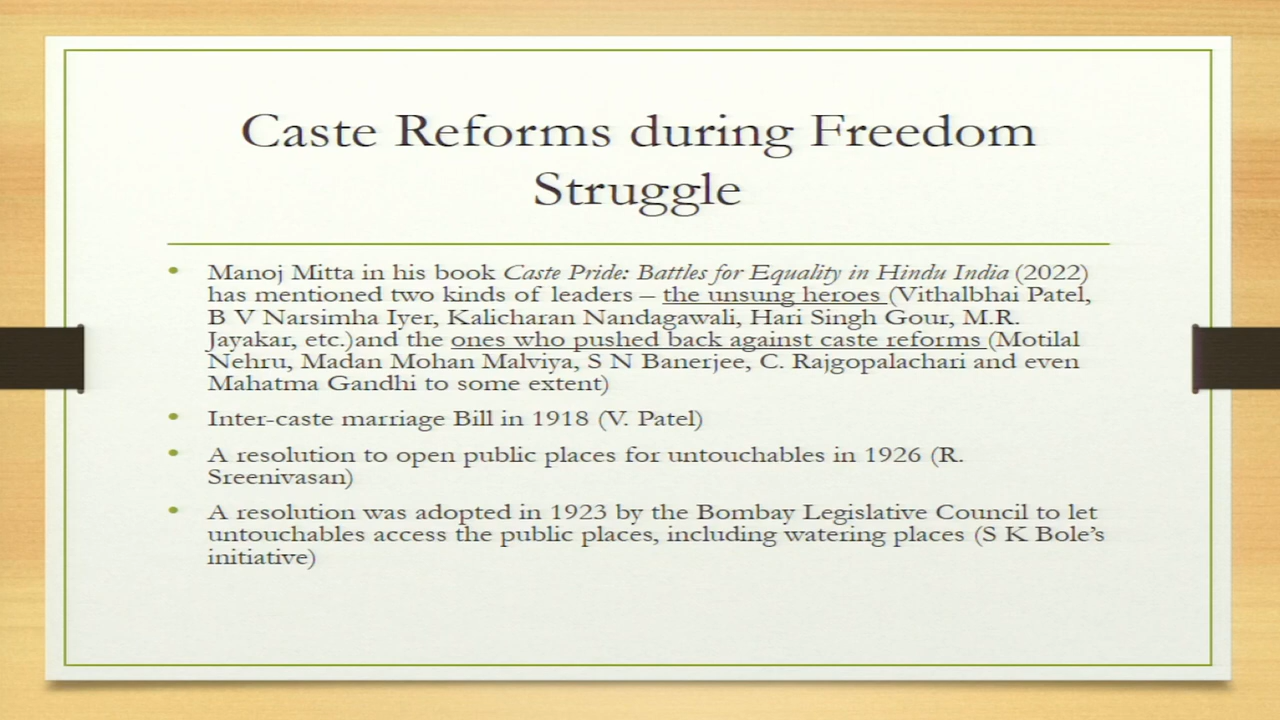 Caste Reforms during Freedom
Struggle
• Manoj Mitta in his book Caste Pride: Battles for Equality in Hindu India (2022)
has mentioned two kinds of leaders – the unsung heroes (Vithalbhai Patel,
B V Narsimha Iyer, Kalicharan Nandagawali, Hari Singh Gour, M.R.
Jayakar, etc.)and the ones who pushed back against caste reforms (Motilal
Nehru, Madan Mohan Malviya, S N Banerjee, C. Rajgopalachari and even
Mahatma Gandhi to some extent)
• Inter-caste marriage Bill in 1918 (V. Patel)
• A resolution to open public places for untouchables in 1926 (R.
Sreenivasan)
• A resolution was adopted in 1923 by the Bombay Legislative Council to let
untouchables access the public places, including watering places (S K Bole’s
initiative)